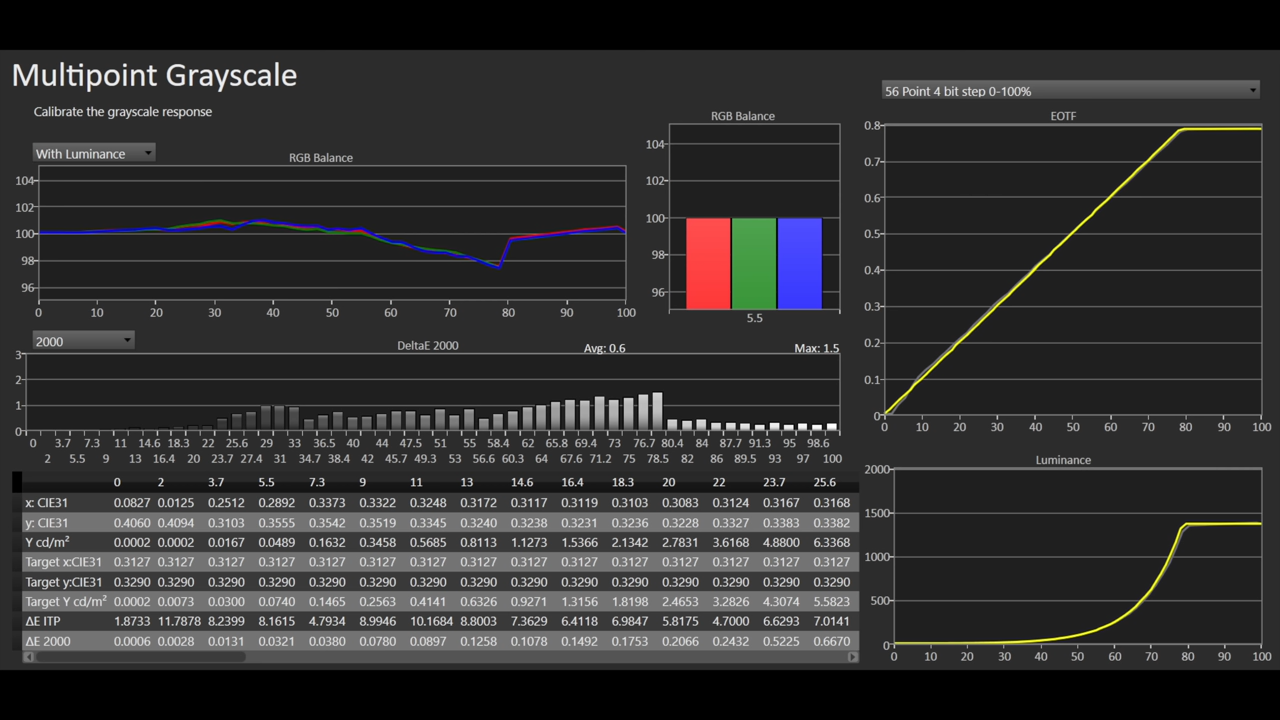 Multipoint Grayscale
Calibrate the grayscale response
56 Point 4 bit step 0-100%
With Luminance
RGB Balance
104
102
100
98
96
0 10 20 30 40 50 60 70 80 90 100
RGB Balance
104
102
100
98
96
5.5
EOTF
0.8
0.7
0.6
0.5
0.4
0.3
0.2
0.1
0
0 10 20 30 40 50 60 70 80 90 100
2000
DeltaE 2000
Avg: 0.6
Max: 1.5
3
2
1
0
0 3.7 7.3 11 14.6 18.3 22 25.6 29 33 36.5 40 44 47.5 51 55 58.4 62 65.8 69.4 73 76.7 80.4 84 87.7 91.3 95 98.6
2 5.5 9 13 16.4 20 23.7 27.4 31 34.7 38.4 42 45.7 49.3 53 56.6 60.3 64 67.6 71.2 75 78.5 82 86 89.5 93 97 100
0 2 3.7 5.5 7.3 9 11 13 14.6 16.4 18.3 20 22 23.7 25.6
x: CIE31 0.0827 0.0125 0.2512 0.2892 0.3373 0.3322 0.3248 0.3172 0.3117 0.3119 0.3103 0.3083 0.3124 0.3167 0.3168
y: CIE31 0.4060 0.4094 0.3103 0.3555 0.3542 0.3519 0.3345 0.3240 0.3238 0.3231 0.3236 0.3228 0.3327 0.3383 0.3382
Y cd/m² 0.0002 0.0002 0.0167 0.0489 0.1632 0.3458 0.5685 0.8113 1.1273 1.5366 2.1342 2.7831 3.6168 4.8800 6.3368
Target x:CIE31 0.3127 0.3127 0.3127 0.3127 0.3127 0.3127 0.3127 0.3127 0.3127 0.3127 0.3127 0.3127 0.3127 0.3127 0.3127
Target y:CIE31 0.3290 0.3290 0.3290 0.3290 0.3290 0.3290 0.3290 0.3290 0.3290 0.3290 0.3290 0.3290 0.3290 0.3290 0.3290
Target Y cd/m² 0.0002 0.0073 0.0300 0.0740 0.1465 0.2563 0.4141 0.6326 0.9271 1.3156 1.8198 2.4653 3.2826 4.3074 5.5823
ΔE ITP 1.8733 11.7878 8.2399 8.1615 4.7934 8.9946 10.1684 8.8003 7.3629 6.4118 6.9847 5.8175 4.7000 6.6293 7.0141
ΔE 2000 0.0006 0.0028 0.0131 0.0321 0.0380 0.0780 0.0897 0.1258 0.1078 0.1492 0.1753 0.2066 0.2432 0.5225 0.6670
Luminance
2000
1500
1000
500
0
0 10 20 30 40 50 60 70 80 90 100